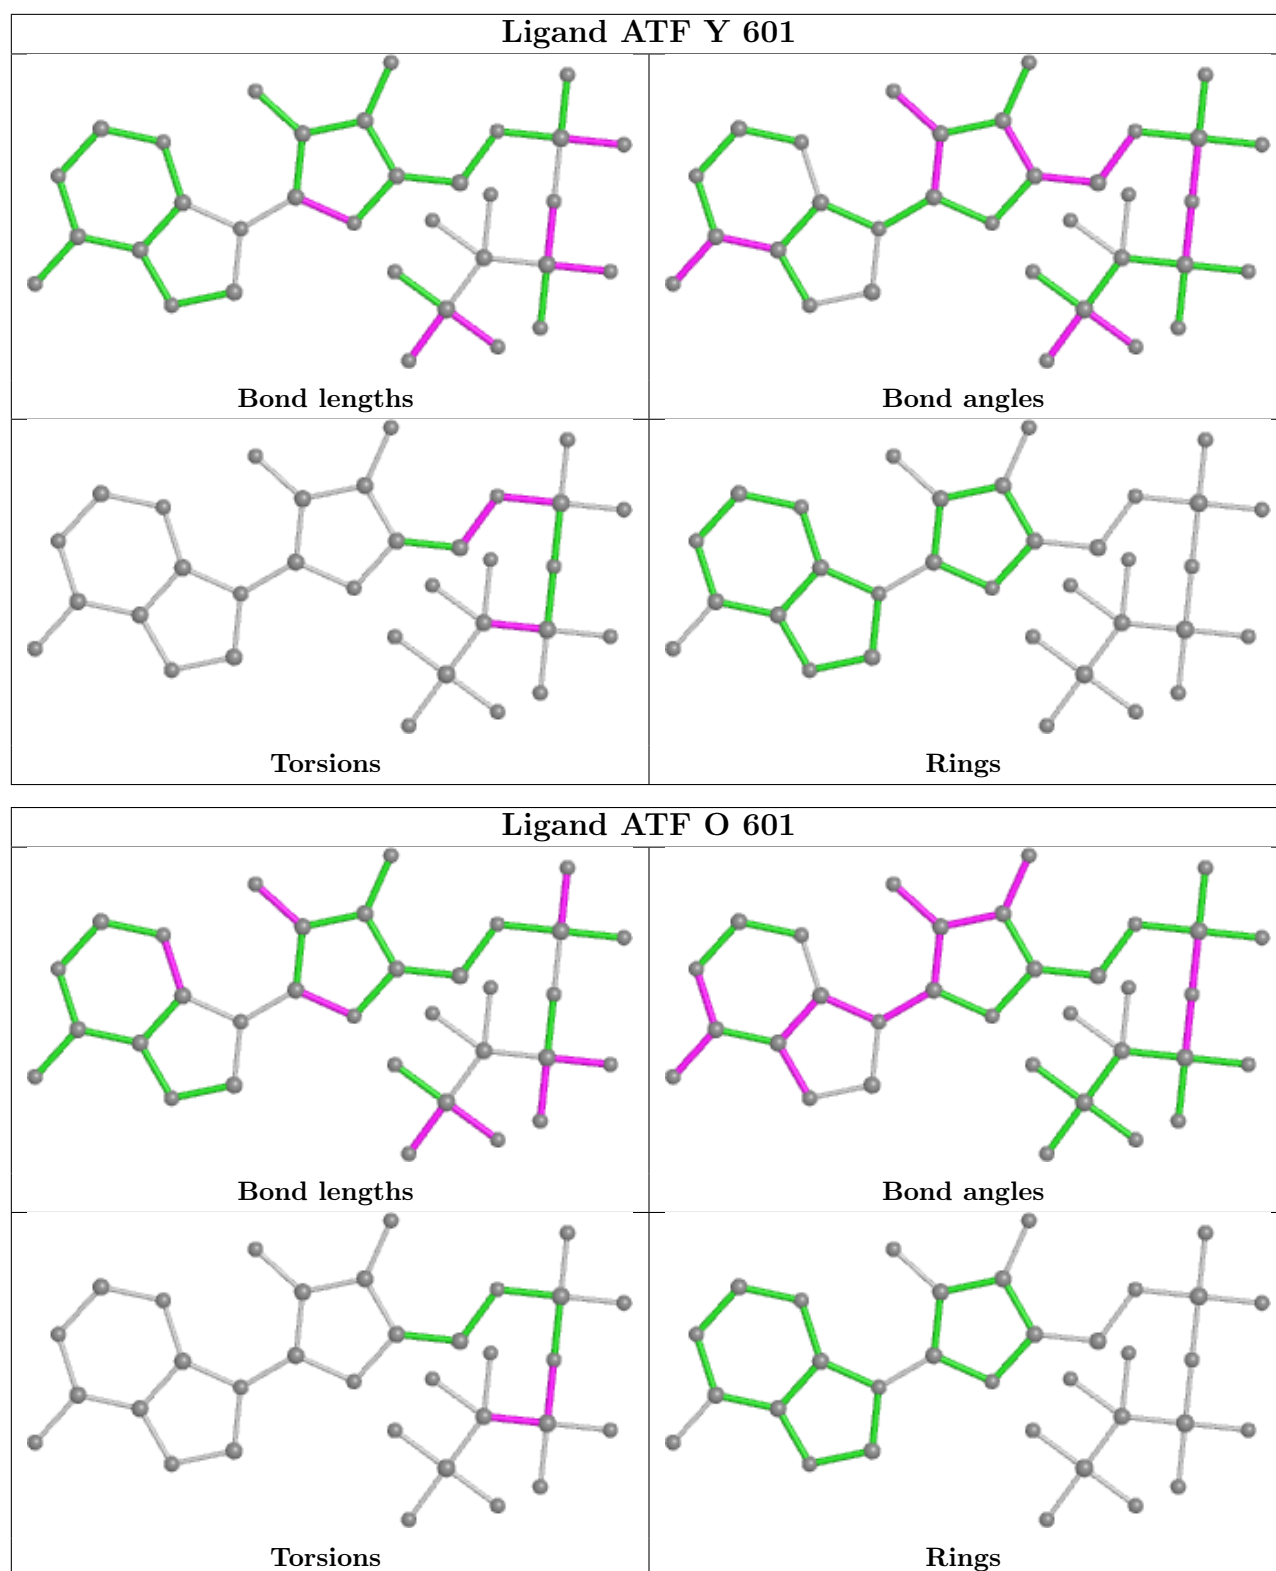 Ligand ATF Y 601
Bond lengths
Bond angles
Torsions
Rings
Ligand ATF O 601
Bond lengths
Bond angles
Torsions
Rings